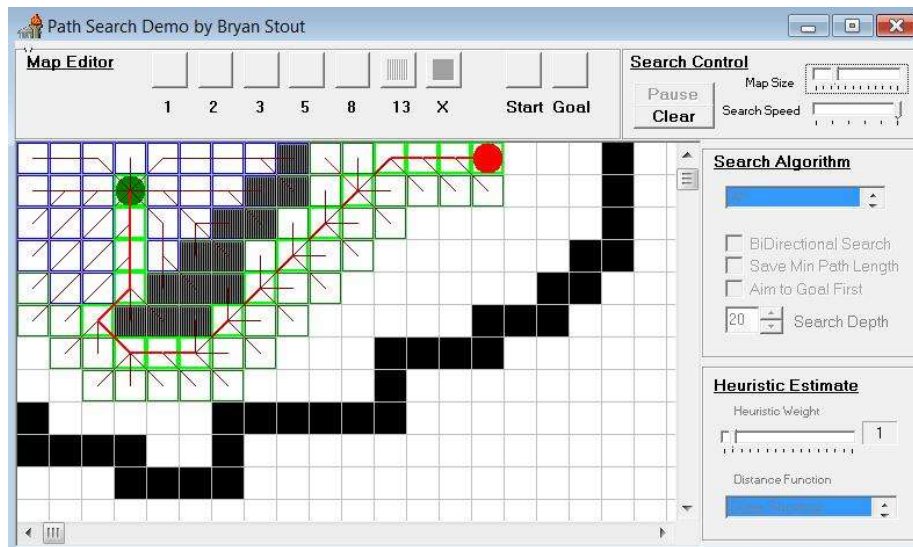 Path Search Demo by Bryan Stout
Map Editor
1 2 3 5 8 13 X Start Goal
Search Control
Pause
Clear
Map Size
Search Speed
Search Algorithm
BiDirectional Search
Save Min Path Length
Aim to Goal First
20 Search Depth
Heuristic Estimate
Heuristic Weight
1
Distance Function